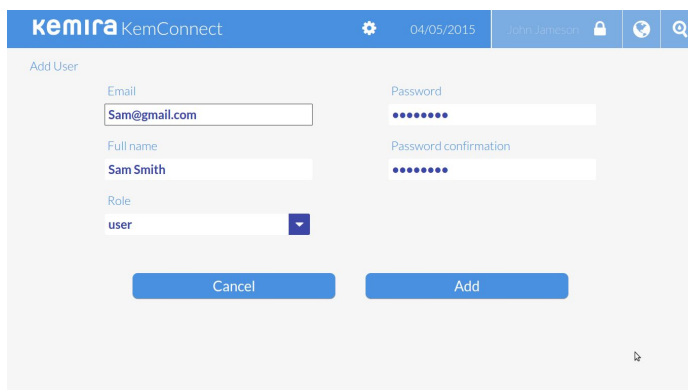 kemira KemConnect 04/05/2015 John Jameson
Add User
Email Password
Sam@gmail.com ••••••••
Full name Password confirmation
Sam Smith ••••••••
Role
user
Cancel Add